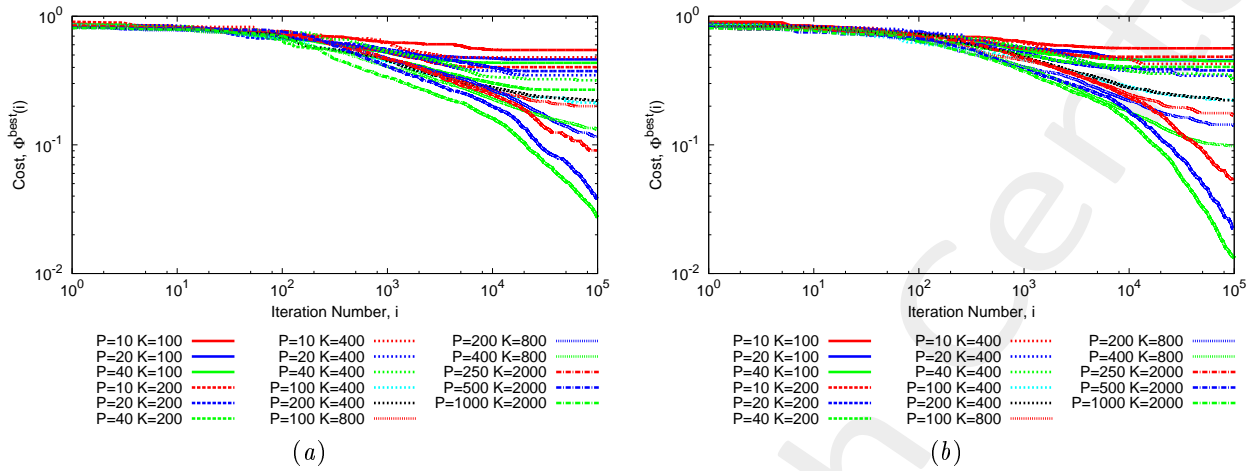 10^0
10^-1
10^-2
Cost, Φ^best(i)
10^0 10^1 10^2 10^3 10^4 10^5
Iteration Number, i
P=10 K=100
P=20 K=100
P=40 K=100
P=10 K=200
P=20 K=200
P=40 K=200
P=10 K=400
P=20 K=400
P=40 K=400
P=100 K=400
P=200 K=400
P=100 K=800
P=200 K=800
P=400 K=800
P=250 K=2000
P=500 K=2000
P=1000 K=2000
(a)
10^0
10^-1
10^-2
Cost, Φ^best(i)
10^0 10^1 10^2 10^3 10^4 10^5
Iteration Number, i
P=10 K=100
P=20 K=100
P=40 K=100
P=10 K=200
P=20 K=200
P=40 K=200
P=10 K=400
P=20 K=400
P=40 K=400
P=100 K=400
P=200 K=400
P=100 K=800
P=200 K=800
P=400 K=800
P=250 K=2000
P=500 K=2000
P=1000 K=2000
(b)